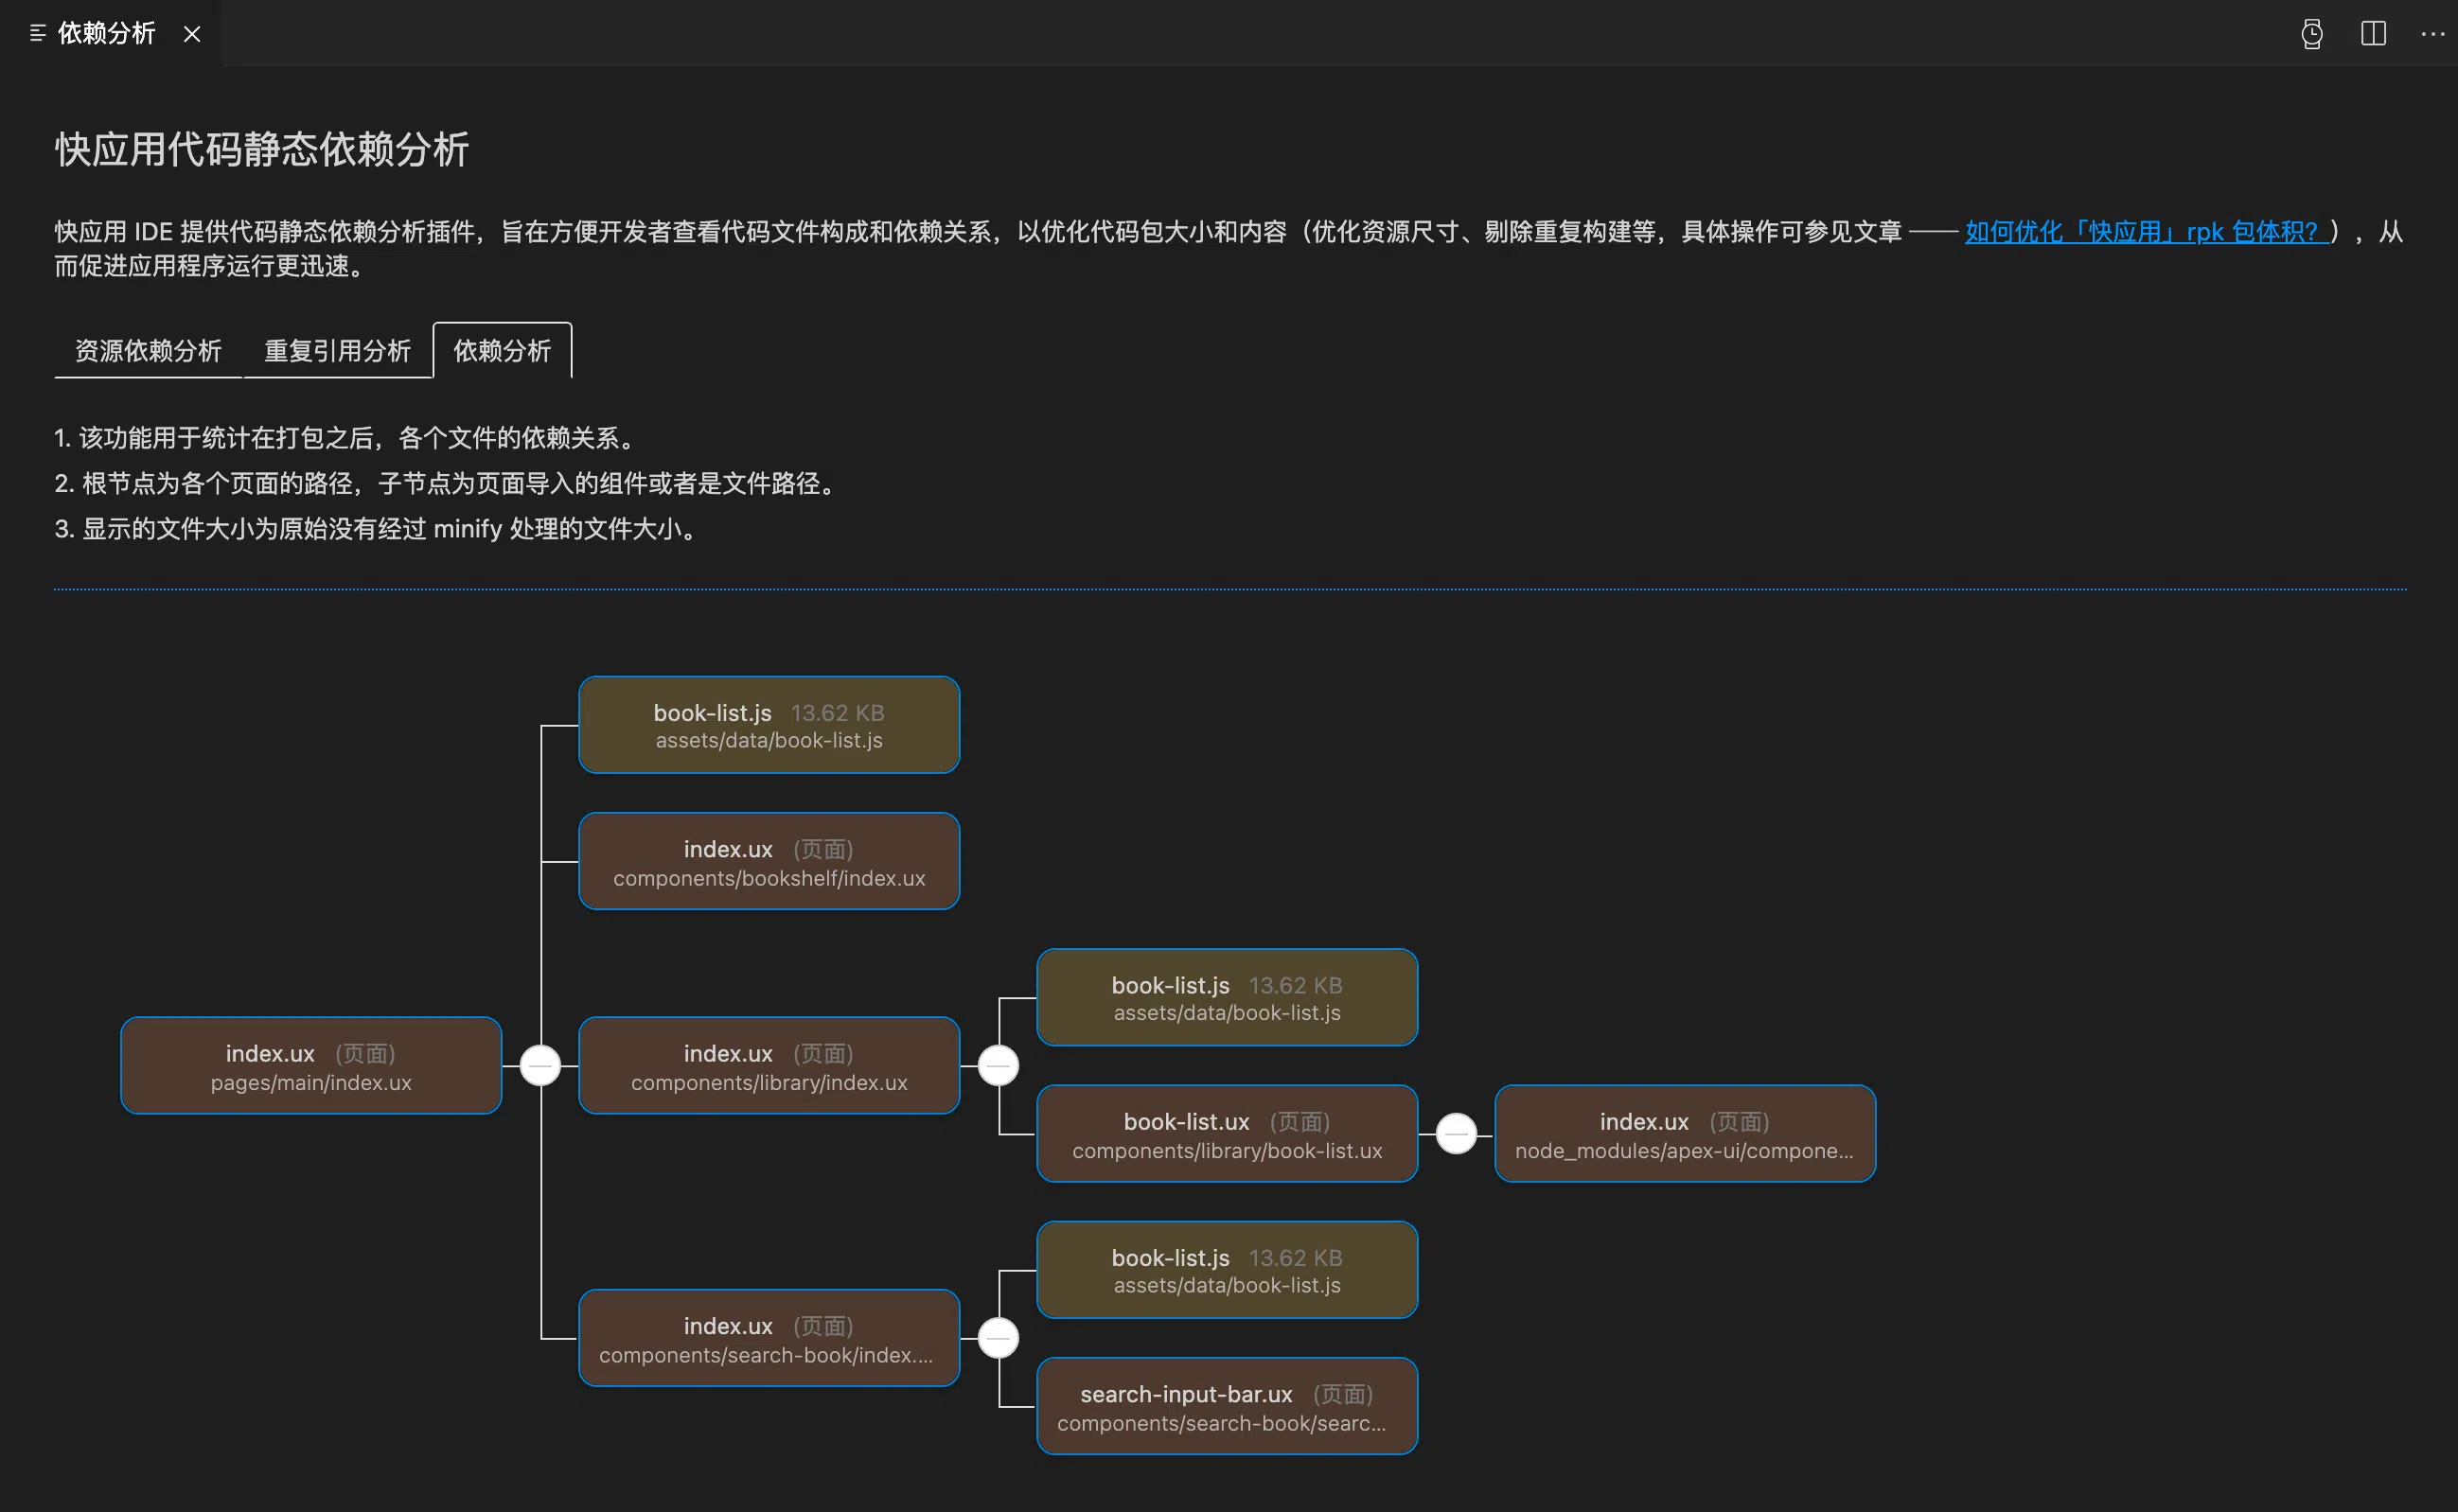 依赖分析
快应用代码静态依赖分析
快应用 IDE 提供代码静态依赖分析插件，旨在方便开发者查看代码文件构成和依赖关系，以优化代码包大小和内容（优化资源尺寸、剔除重复构建等，具体操作可参见文章 —— 如何优化「快应用」rpk 包体积？），从
而促进应用程序运行更迅速。
资源依赖分析 重复引用分析 依赖分析
1. 该功能用于统计在打包之后，各个文件的依赖关系。
2. 根节点为各个页面的路径，子节点为页面导入的组件或者是文件路径。
3. 显示的文件大小为原始没有经过 minify 处理的文件大小。
book-list.js 13.62 KB
assets/data/book-list.js
index.ux (页面)
components/bookshelf/index.ux
book-list.js 13.62 KB
assets/data/book-list.js
index.ux (页面)
pages/main/index.ux
index.ux (页面)
components/library/index.ux
book-list.ux (页面)
components/library/book-list.ux
index.ux (页面)
node_modules/apex-ui/compone...
book-list.js 13.62 KB
assets/data/book-list.js
index.ux (页面)
components/search-book/index....
search-input-bar.ux (页面)
components/search-book/searc...